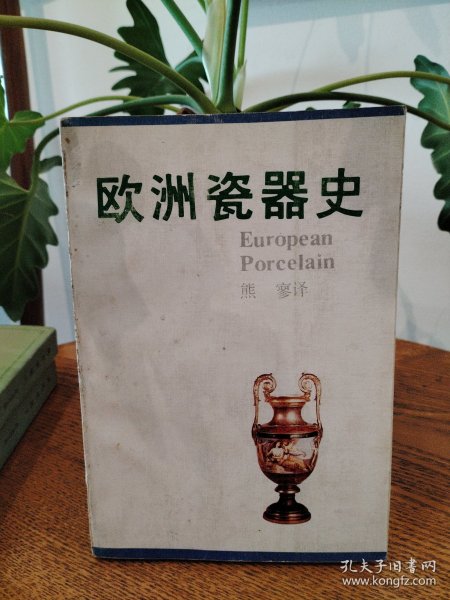 欧洲瓷器史
European
Porcelain
熊 寥译
孔夫子旧书网
www.kongfz.com